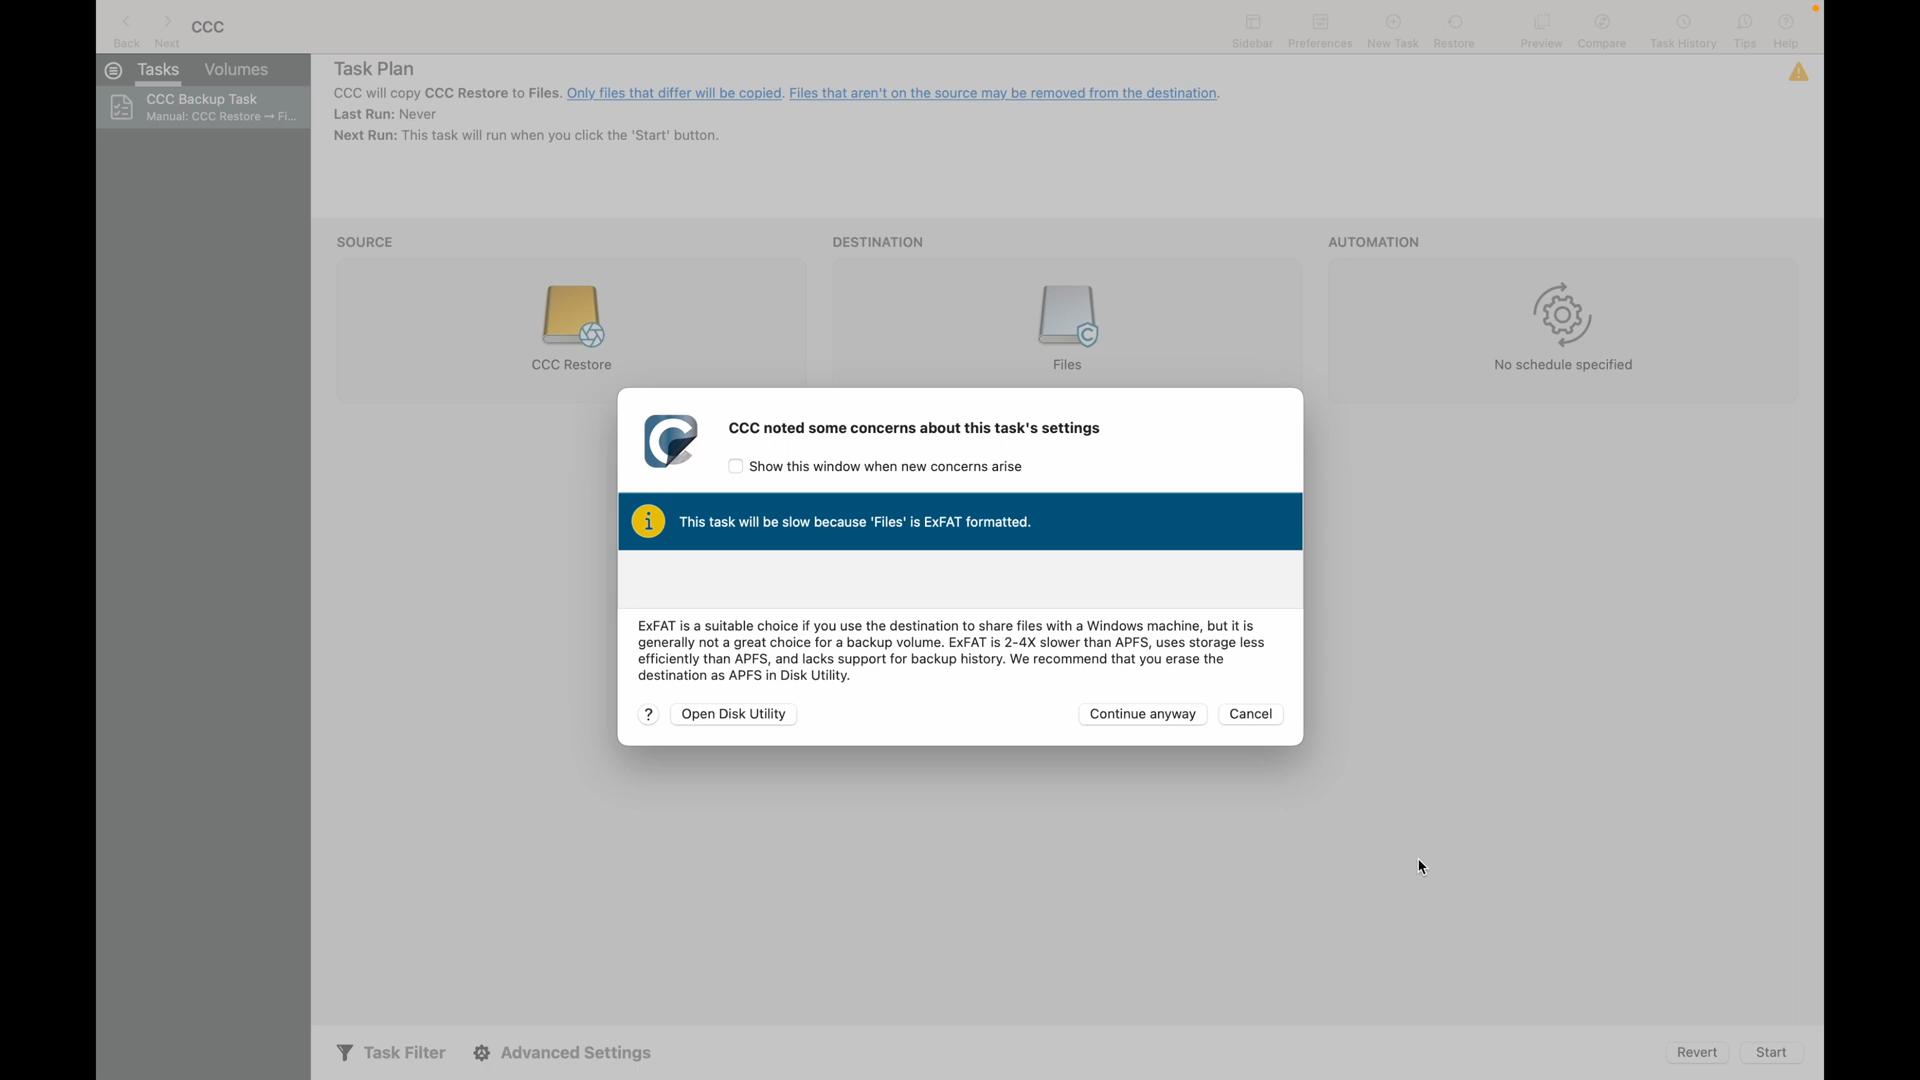 Back
Next
CCC
Sidebar
Preferences
New Task
Restore
Preview
Compare
Task History
Tips
Help
Tasks
Volumes
CCC Backup Task
Manual: CCC Restore → Fi...
Task Plan
CCC will copy CCC Restore to Files. Only files that differ will be copied. Files that aren't on the source may be removed from the destination.
Last Run: Never
Next Run: This task will run when you click the 'Start' button.
SOURCE
DESTINATION
AUTOMATION
CCC Restore
Files
No schedule specified
CCC noted some concerns about this task's settings
Show this window when new concerns arise
This task will be slow because 'Files' is ExFAT formatted.
ExFAT is a suitable choice if you use the destination to share files with a Windows machine, but it is
generally not a great choice for a backup volume. ExFAT is 2-4X slower than APFS, uses storage less
efficiently than APFS, and lacks support for backup history. We recommend that you erase the
destination as APFS in Disk Utility.
?
Open Disk Utility
Continue anyway
Cancel
Task Filter
Advanced Settings
Revert
Start